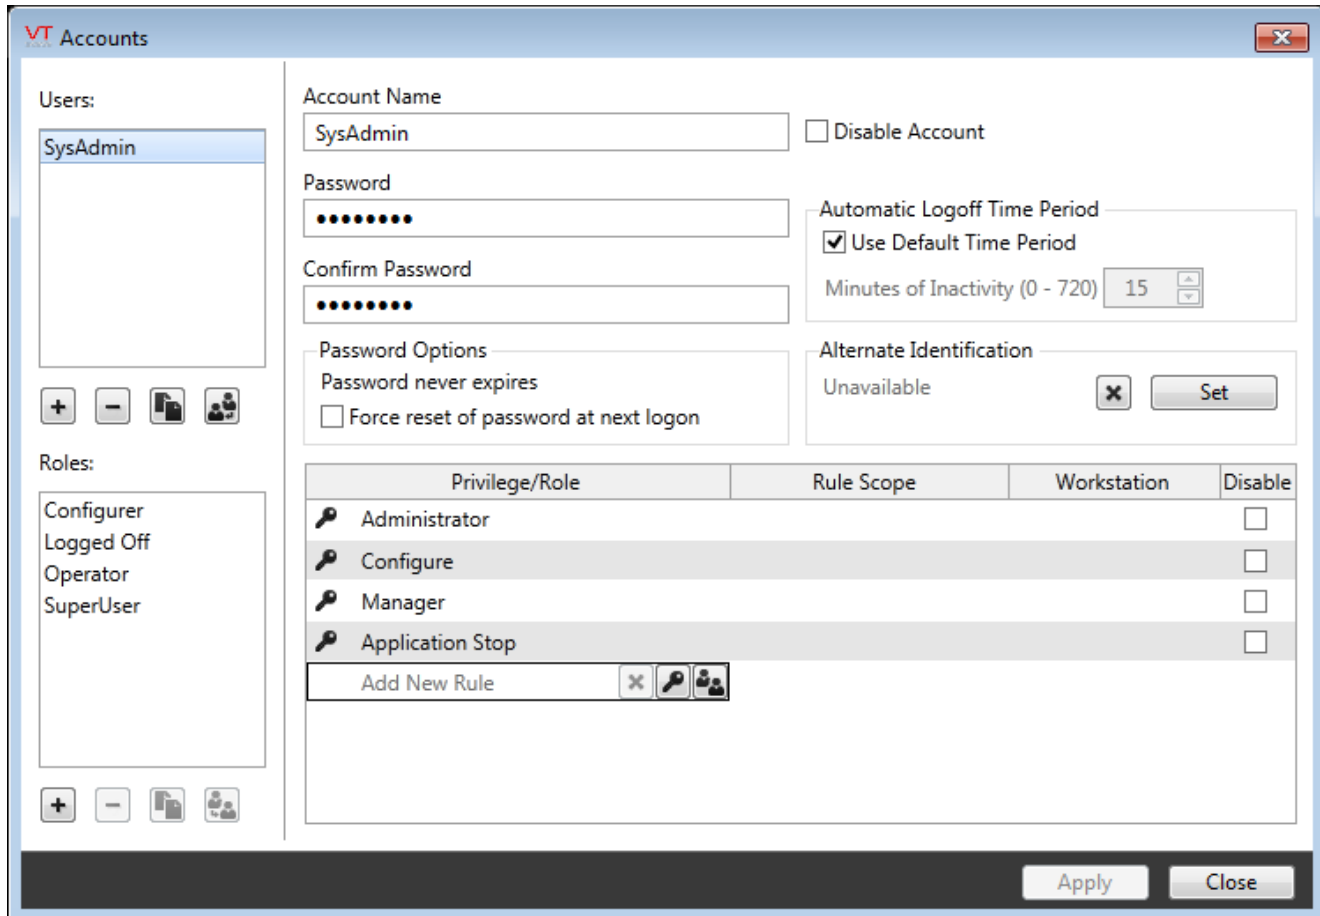 VT Accounts
Users:
SysAdmin
Roles:
Configurer
Logged Off
Operator
SuperUser
Account Name
SysAdmin
Disable Account
Password
••••••••
Confirm Password
••••••••
Automatic Logoff Time Period
Use Default Time Period
Minutes of Inactivity (0 - 720) 15
Password Options
Password never expires
Force reset of password at next logon
Alternate Identification
Unavailable
Set
Privilege/Role Rule Scope Workstation Disable
Administrator
Configure
Manager
Application Stop
Add New Rule
Apply Close